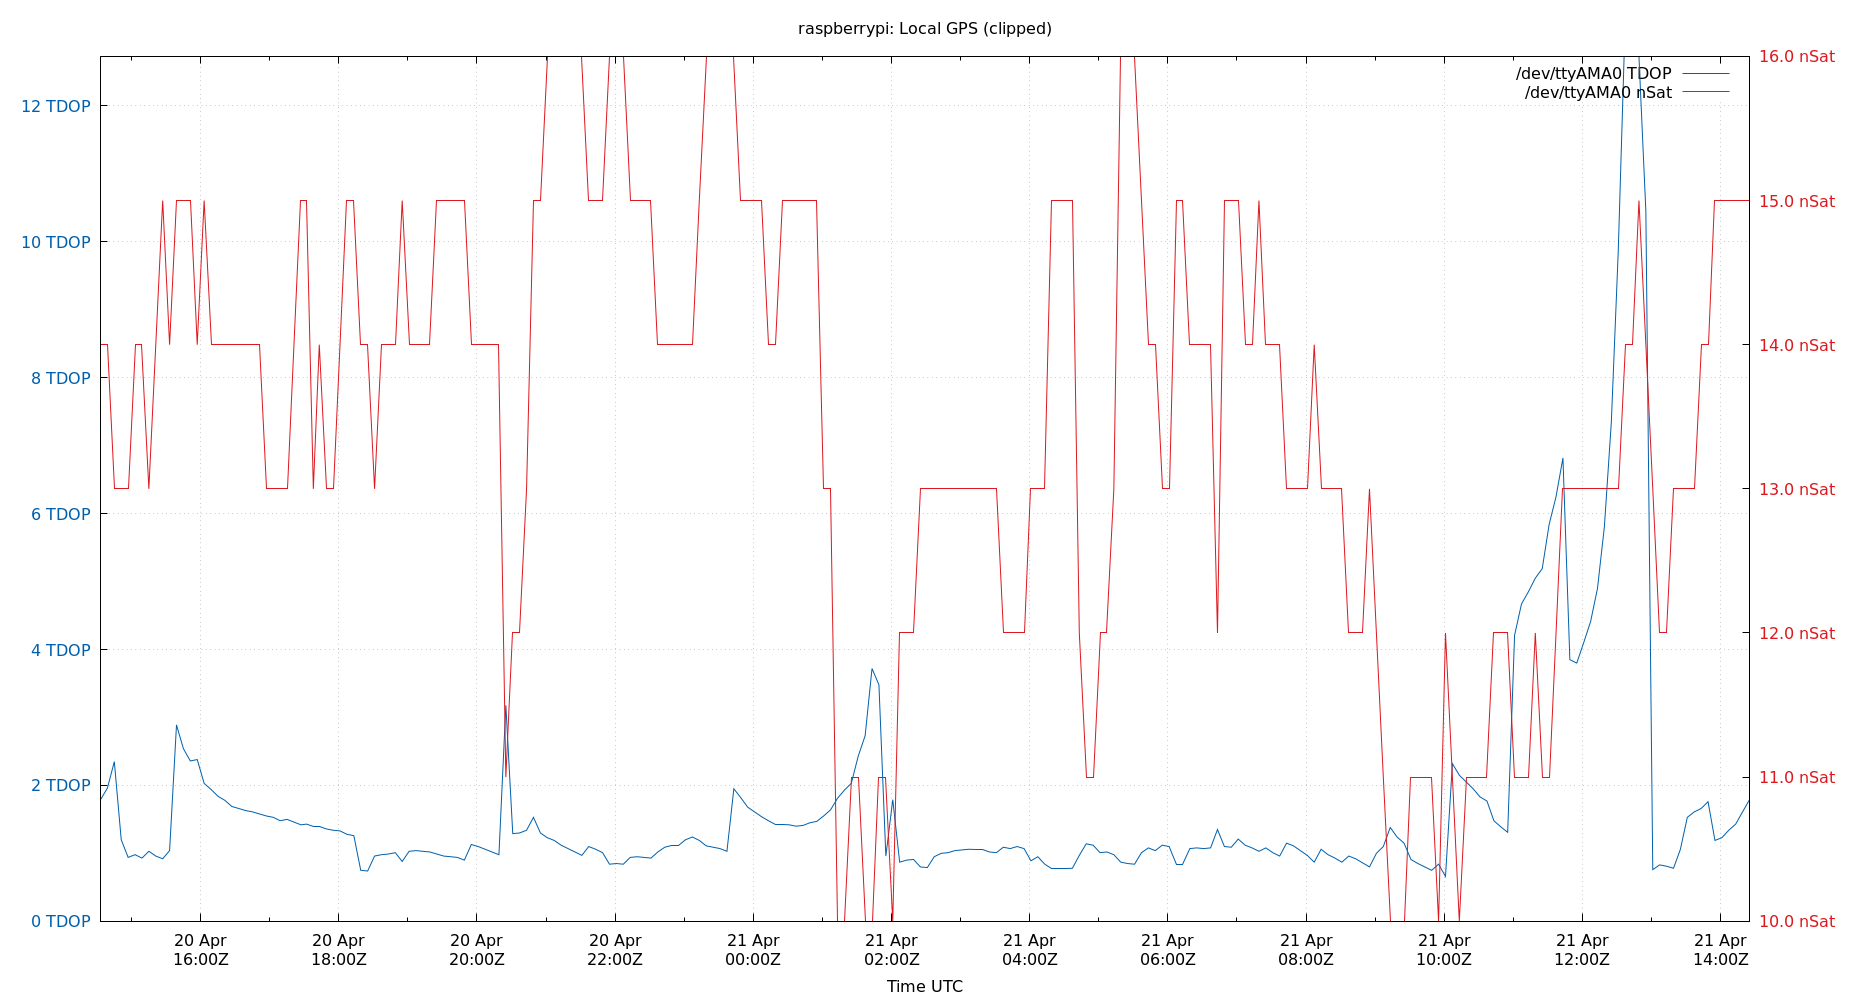 raspberrypi: Local GPS (clipped)
16.0 nSat
/dev/ttyAMA0 TDOP
/dev/ttyAMA0 nSat
12 TDOP
15.0 nSat
10 TDOP
14.0 nSat
8 TDOP
13.0 nSat
6 TDOP
12.0 nSat
4 TDOP
11.0 nSat
2 TDOP
0 TDOP
10.0 nSat
20 Apr
16:00Z
20 Apr
18:00Z
20 Apr
20:00Z
20 Apr
22:00Z
21 Apr
00:00Z
21 Apr
02:00Z
21 Apr
04:00Z
21 Apr
06:00Z
21 Apr
08:00Z
21 Apr
10:00Z
21 Apr
12:00Z
21 Apr
14:00Z
Time UTC